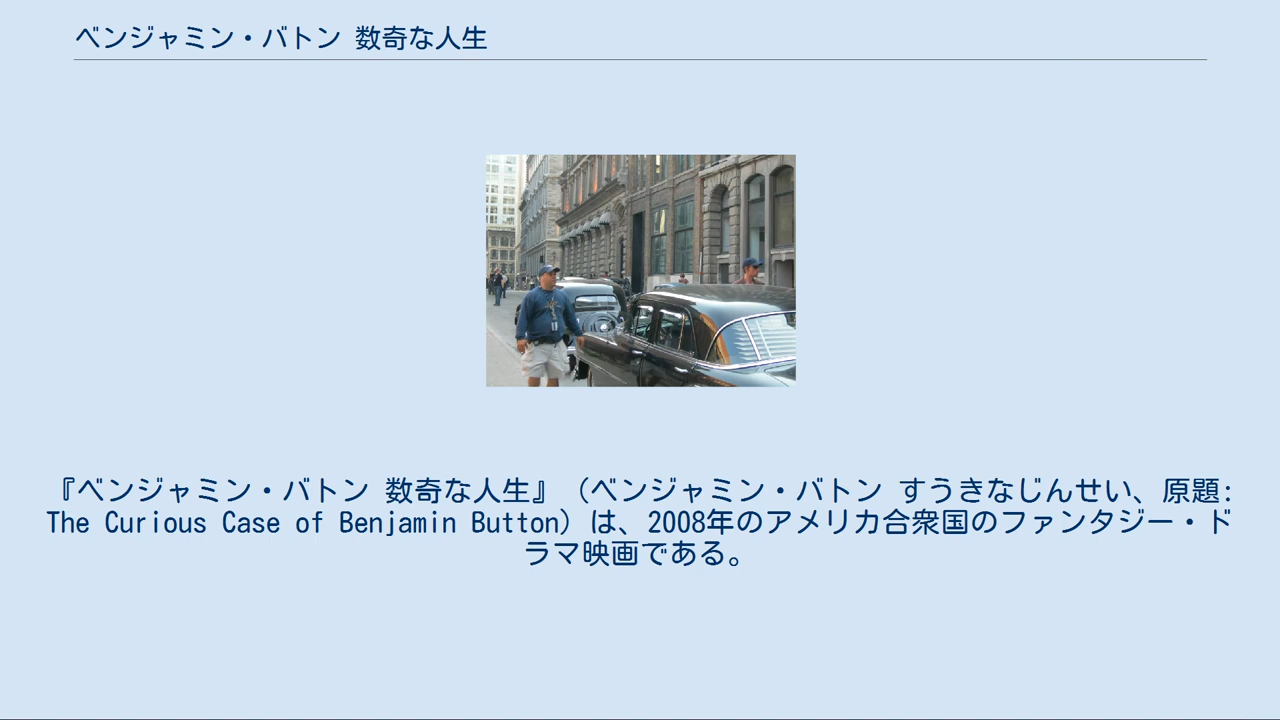 ベンジャミン・バトン 数奇な人生
『ベンジャミン・バトン 数奇な人生』（ベンジャミン・バトン すうきなじんせい、原題:
The Curious Case of Benjamin Button）は、2008年のアメリカ合衆国のファンタジー・ド
ラマ映画である。